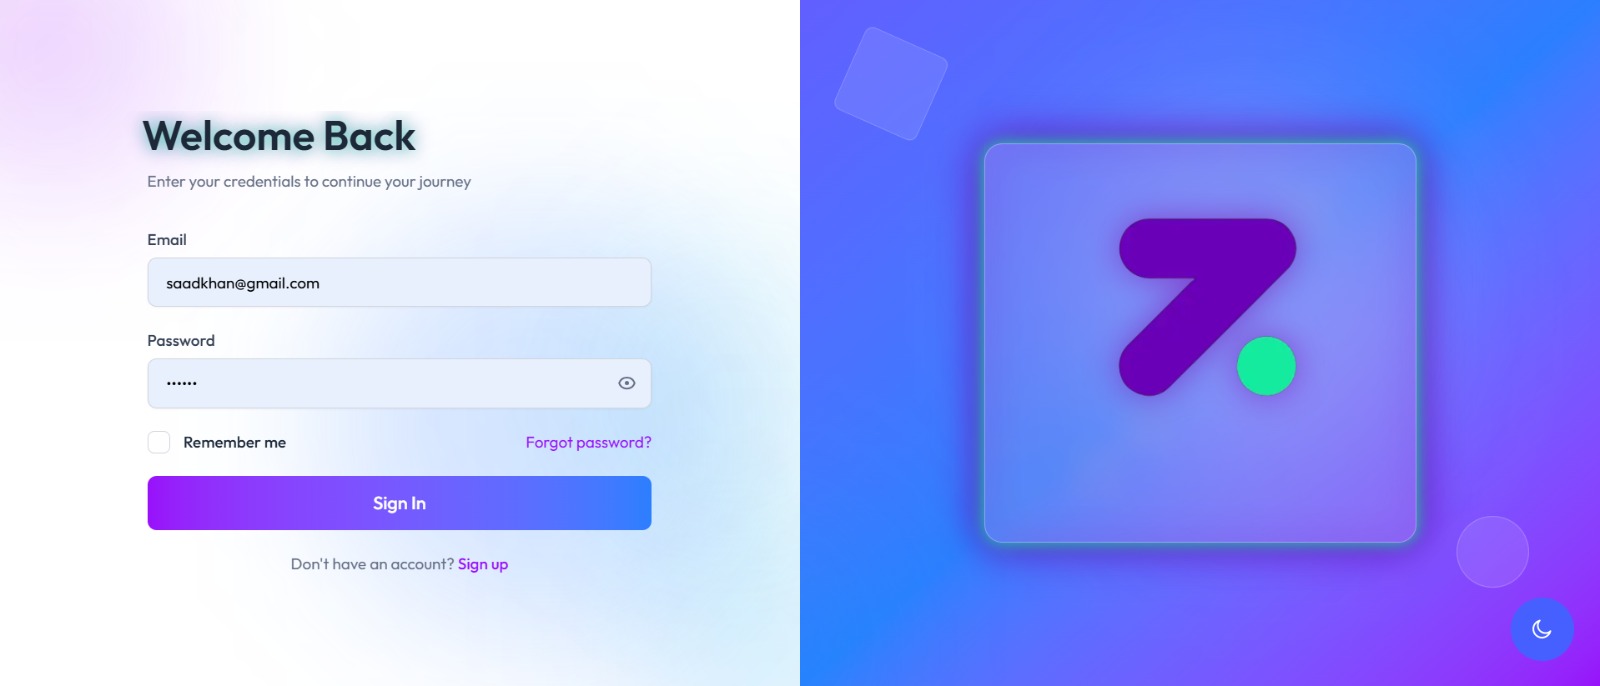 Welcome Back
Enter your credentials to continue your journey
Email
saadkhan@gmail.com
Password
••••••
Remember me
Forgot password?
Sign In
Don't have an account? Sign up